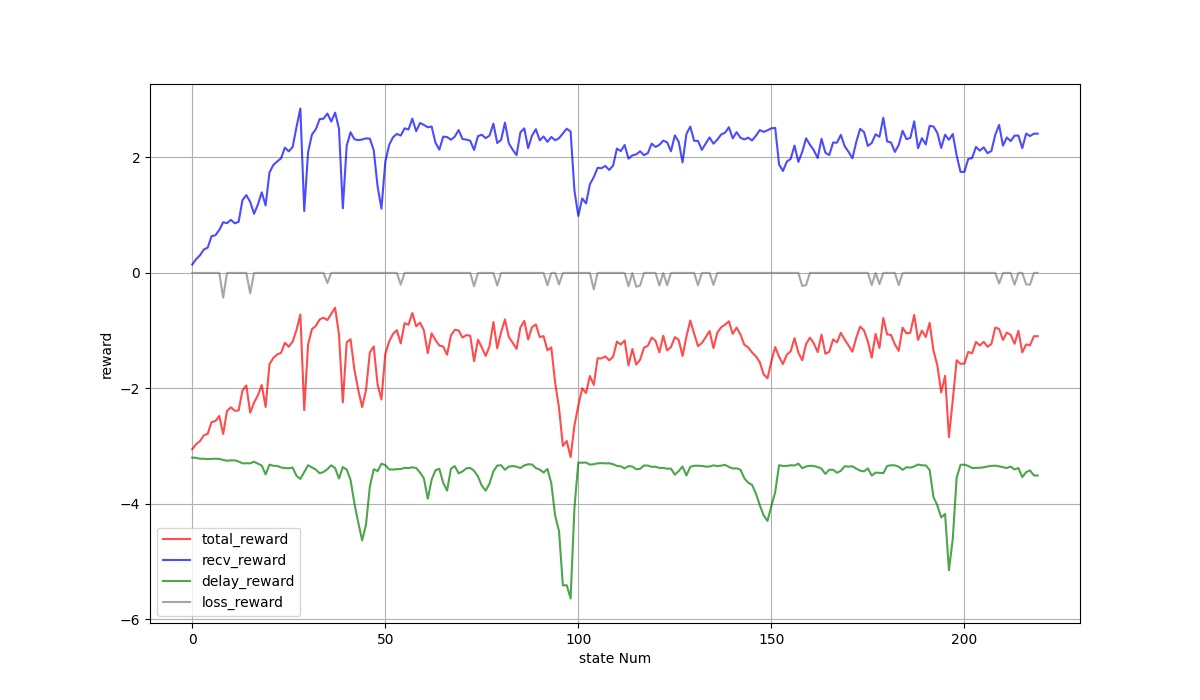 reward
2
0
−2
−4
−6
total_reward
recv_reward
delay_reward
loss_reward
0 50 100 150 200
state Num